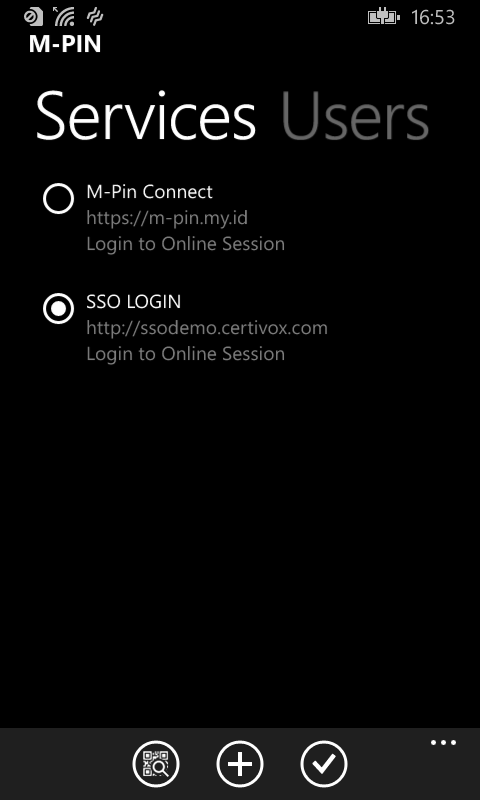 16:53
M-PIN
Services Users
M-Pin Connect
https://m-pin.my.id
Login to Online Session
SSO LOGIN
http://ssodemo.certivox.com
Login to Online Session